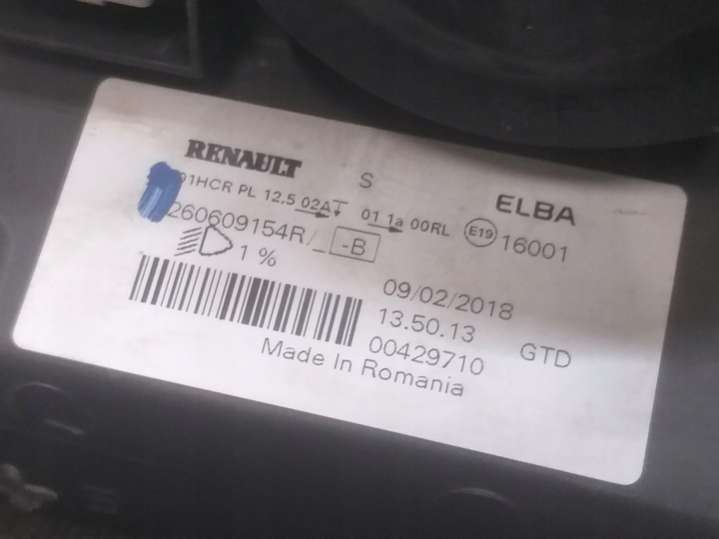 RENAULT S ELBA
91HCR PL 12.5 02A 01 1a 00RL E19 16001
260609154R/_ -B
1 %
09/02/2018
13.50.13
00429710 GTD
Made In Romania